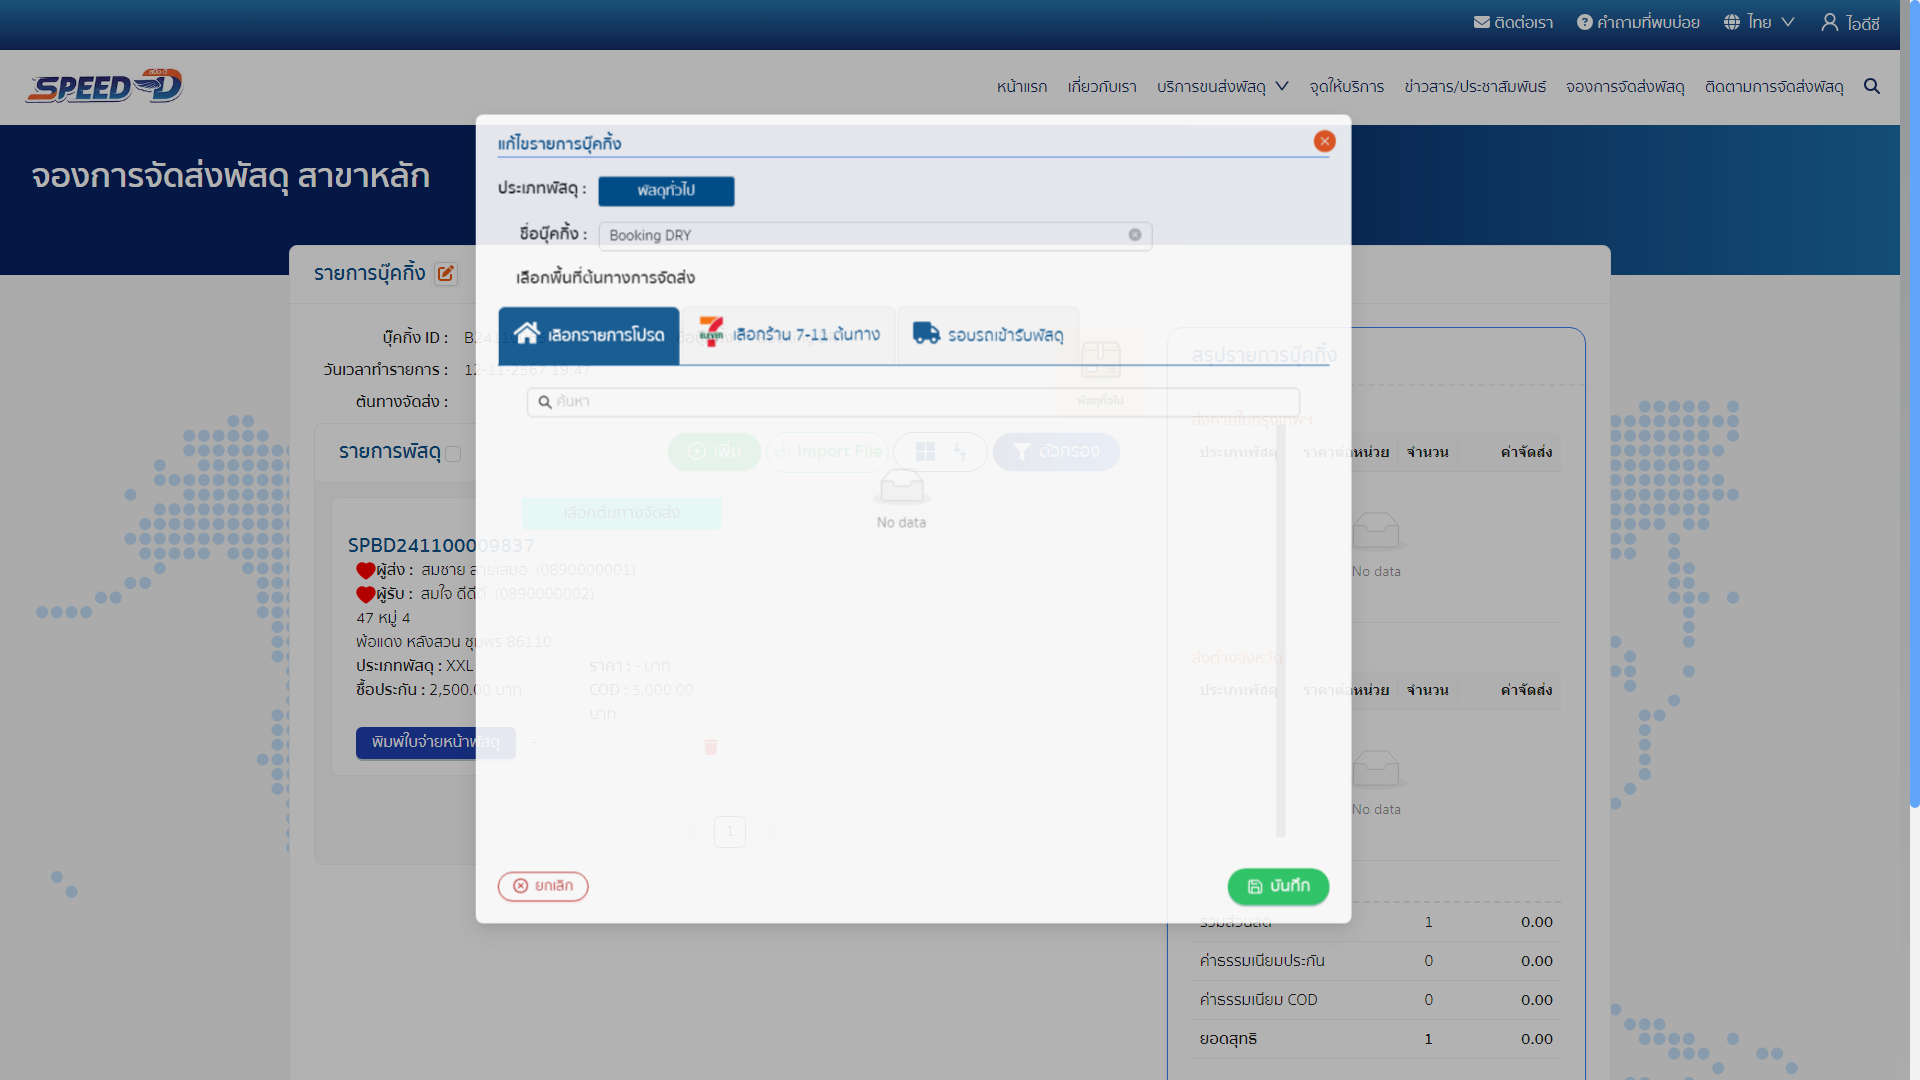 ติดต่อเรา คำถามที่พบบ่อย ไทย ไอดีซี
SPEED-D
หน้าแรก เกี่ยวกับเรา บริการขนส่งพัสดุ จุดให้บริการ ข่าวสาร/ประชาสัมพันธ์ จองการจัดส่งพัสดุ ติดตามการจัดส่งพัสดุ
จองการจัดส่งพัสดุ สาขาหลัก
แก้ไขรายการบุ๊คกิ้ง
ประเภทพัสดุ : พัสดุทั่วไป
ชื่อบุ๊คกิ้ง : Booking DRY
เลือกพื้นที่ต้นทางการจัดส่ง
เลือกรายการโปรด เลือกร้าน 7-11 ต้นทาง รอบรถเข้ารับพัสดุ
ค้นหา
No data
ยกเลิก บันทึก
รายการบุ๊คกิ้ง
บุ๊คกิ้ง ID :
วันเวลาทำรายการ : 12-11-2567 19:47
ต้นทางจัดส่ง :
พัสดุทั่วไป
รายการพัสดุ
เพิ่ม Import File ตัวกรอง
เลือกต้นทางจัดส่ง
SPBD241100009837
ผู้ส่ง : สมชาย สายเสมอ (0890000001)
ผู้รับ : สมใจ ดีดีดี (0890000002)
47 หมู่ 4
พ้อแดง หลังสวน ชุมพร 86110
ประเภทพัสดุ : XXL ราคา : - บาท
ซื้อประกัน : 2,500.00 บาท COD : 5,000.00
บาท
พิมพ์ใบจ่ายหน้าพัสดุ -
1
สรุปรายการบุ๊คกิ้ง
ส่งภายในกรุงเทพฯ
ประเภทพัสดุ ราคาต่อหน่วย จำนวน ค่าจัดส่ง
No data
ส่งต่างจังหวัด
ประเภทพัสดุ ราคาต่อหน่วย จำนวน ค่าจัดส่ง
No data
รวมส่วนลด 1 0.00
ค่าธรรมเนียมประกัน 0 0.00
ค่าธรรมเนียม COD 0 0.00
ยอดสุทธิ 1 0.00